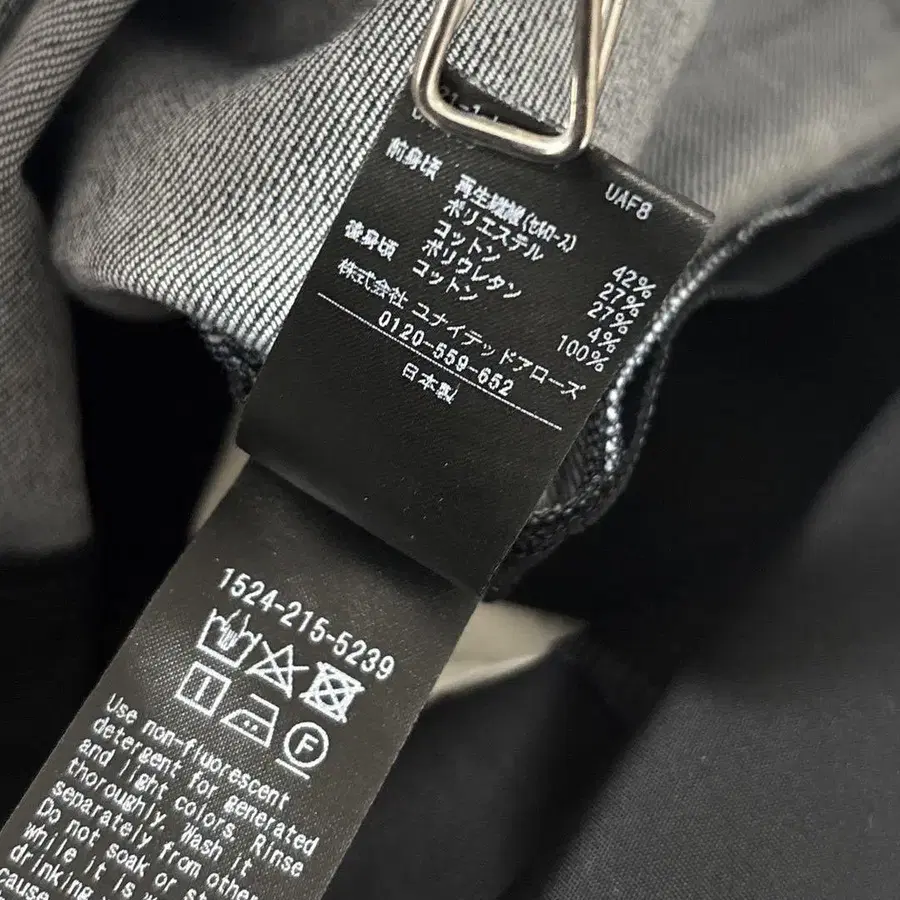 UAF8
前身頃 再生繊維(セルロース) 42%
ポリエステル 27%
コットン 27%
ポリウレタン 4%
後身頃 コットン 100%
株式会社 ユナイテッドアローズ
0120-559-652
日本製
1524-215-5239
F
Use non-fluorescent
detergent for generated
and light colors. Rinse
thoroughly. Wash it
separately from other
Do not soak or
while it is
drinking
cause